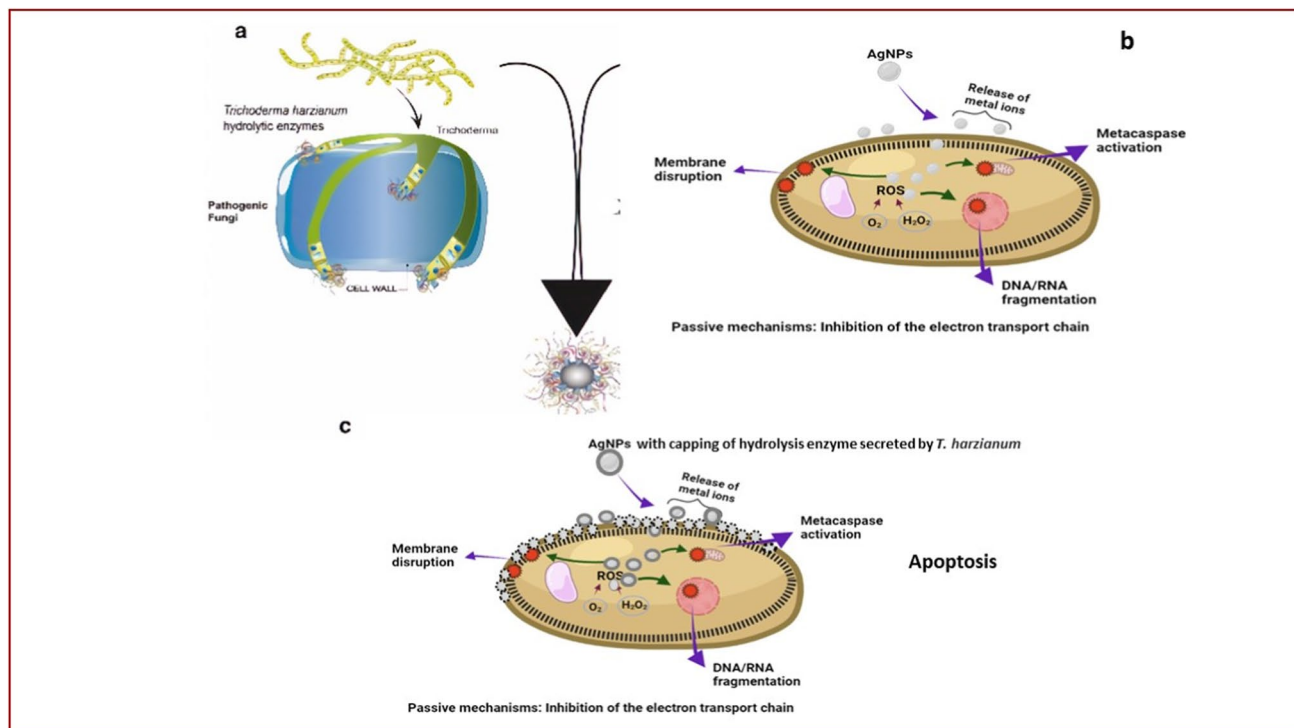 a
Trichoderma harzianum
hydrolytic enzymes
Trichoderma
Pathogenic
Fungi
CELL WALL
b
AgNPs
Release of
metal ions
Metacaspase
activation
Membrane
disruption
ROS
O₂
H₂O₂
DNA/RNA
fragmentation
Passive mechanisms: Inhibition of the electron transport chain
c
AgNPs with capping of hydrolysis enzyme secreted by T. harzianum
Release of
metal ions
Metacaspase
activation
Membrane
disruption
Apoptosis
ROS
O₂
H₂O₂
DNA/RNA
fragmentation
Passive mechanisms: Inhibition of the electron transport chain